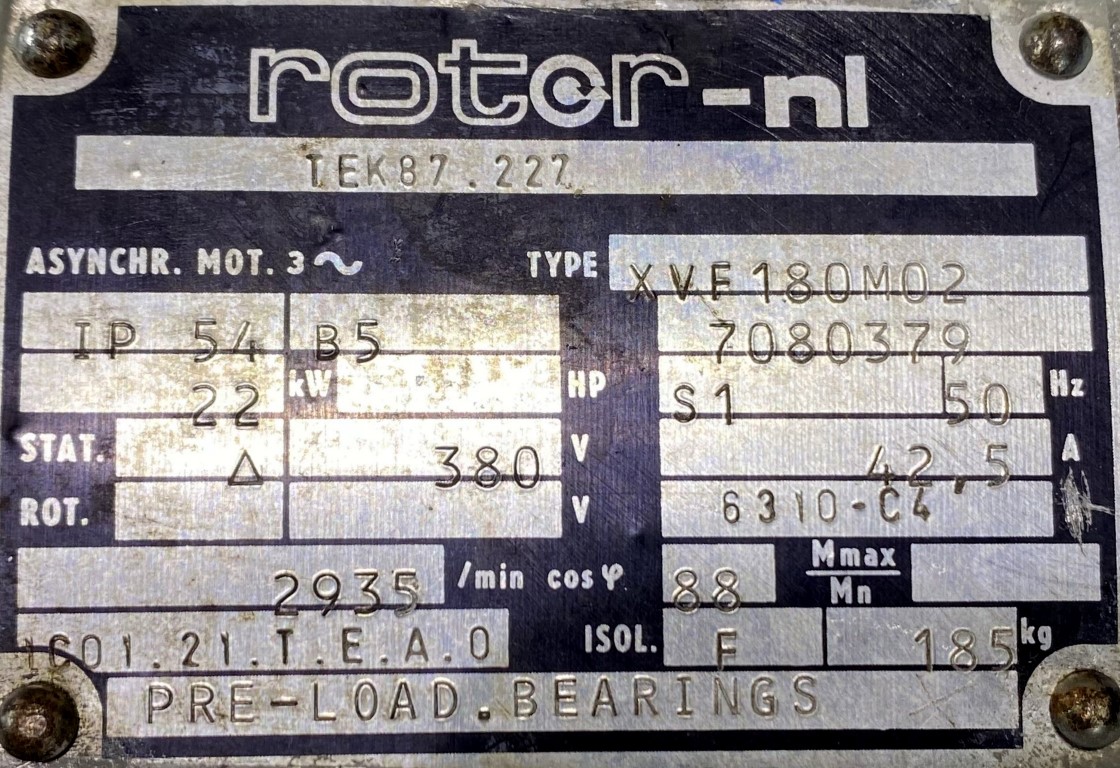 rotor-nl
TEK87.227
ASYNCHR. MOT. 3~ TYPE XVF180M02
IP 54 B5 7080379
22 kW HP S1 50 Hz
STAT. Δ 380 V 42,5 A
ROT. V 6310-C4
2935 /min cos φ 88 Mmax/Mn
1C01.21.T.E.A.O ISOL. F 185 kg
PRE-LOAD.BEARINGS